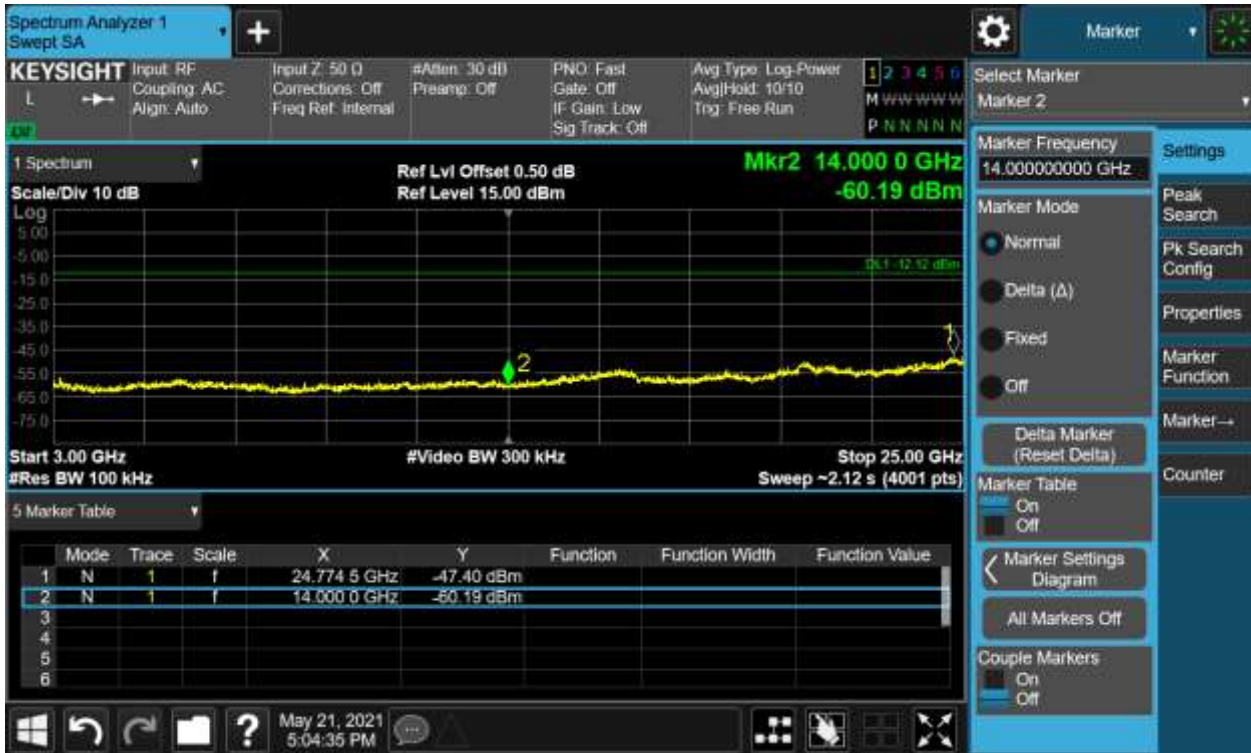 Spectrum Analyzer 1
Swept SA
+
Marker
KEYSIGHT
L
Input: RF
Coupling: AC
Align: Auto
Input Z: 50 Ω
Corrections: Off
Freq Ref: Internal
#Atten: 30 dB
Preamp: Off
PNO: Fast
Gate: Off
IF Gain: Low
Sig Track: Off
Avg Type: Log-Power
Avg|Hold: 10/10
Trig: Free Run
1 2 3 4 5 6
M W W W W W
P N N N N N
Select Marker
Marker 2
1 Spectrum
Scale/Div 10 dB
Ref Lvl Offset 0.50 dB
Ref Level 15.00 dBm
Mkr2 14.000 0 GHz
-60.19 dBm
Log
5.00
-5.00
-15.0
-25.0
-35.0
-45.0
-55.0
-65.0
-75.0
DL1 -12.12 dBm
1
2
Start 3.00 GHz
#Res BW 100 kHz
#Video BW 300 kHz
Stop 25.00 GHz
Sweep ~2.12 s (4001 pts)
Marker Frequency
14.000000000 GHz
Marker Mode
Normal
Delta (Δ)
Fixed
Off
Delta Marker
(Reset Delta)
Marker Table
On
Off
Marker Settings
Diagram
All Markers Off
Couple Markers
On
Off
Settings
Peak
Search
Pk Search
Config
Properties
Marker
Function
Marker→
Counter
5 Marker Table
Mode Trace Scale X Y Function Function Width Function Value
1 N 1 f 24.774 5 GHz -47.40 dBm
2 N 1 f 14.000 0 GHz -60.19 dBm
3
4
5
6
?
May 21, 2021
5:04:35 PM